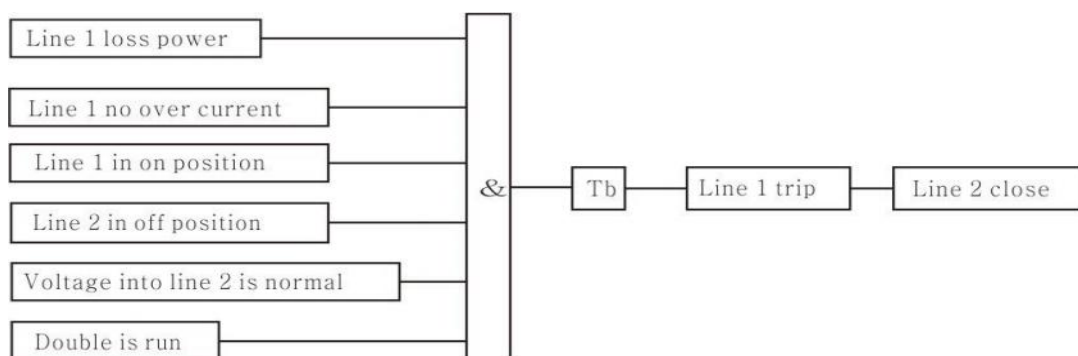 Line 1 loss power
Line 1 no over current
Line 1 in on position
Line 2 in off position
Voltage into line 2 is normal
Double is run
&
Tb
Line 1 trip
Line 2 close